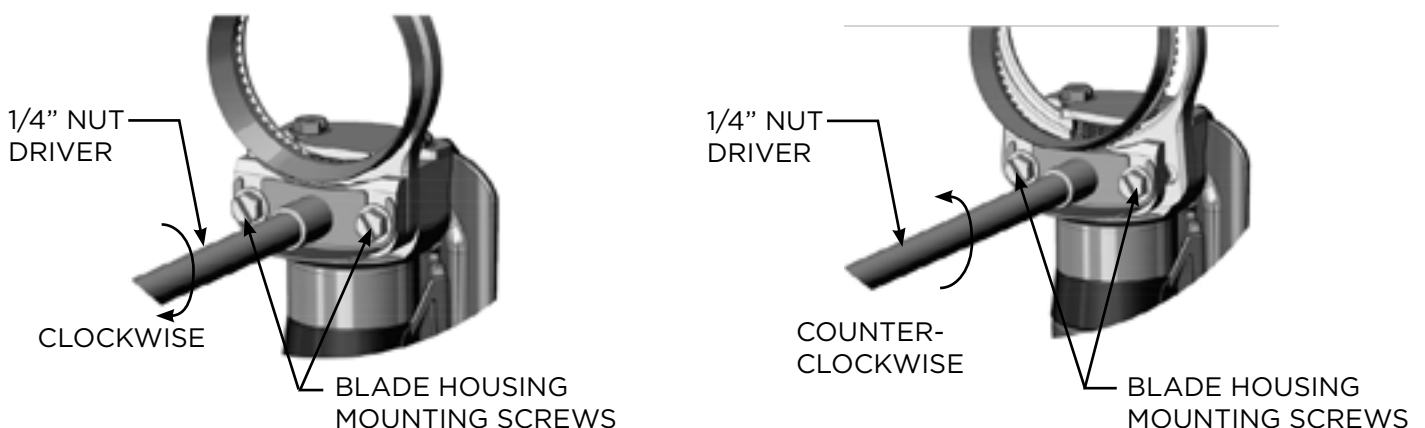 1/4” NUT
DRIVER
CLOCKWISE
BLADE HOUSING
MOUNTING SCREWS
1/4” NUT
DRIVER
COUNTER-
CLOCKWISE
BLADE HOUSING
MOUNTING SCREWS